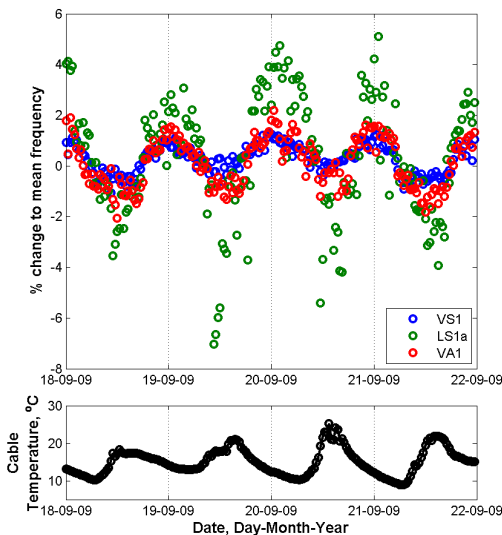 % change to mean frequency
6
4
2
0
-2
-4
-6
-8
18-09-09 19-09-09 20-09-09 21-09-09 22-09-09
VS1
LS1a
VA1
Cable
Temperature, °C
30
20
10
18-09-09 19-09-09 20-09-09 21-09-09 22-09-09
Date, Day-Month-Year